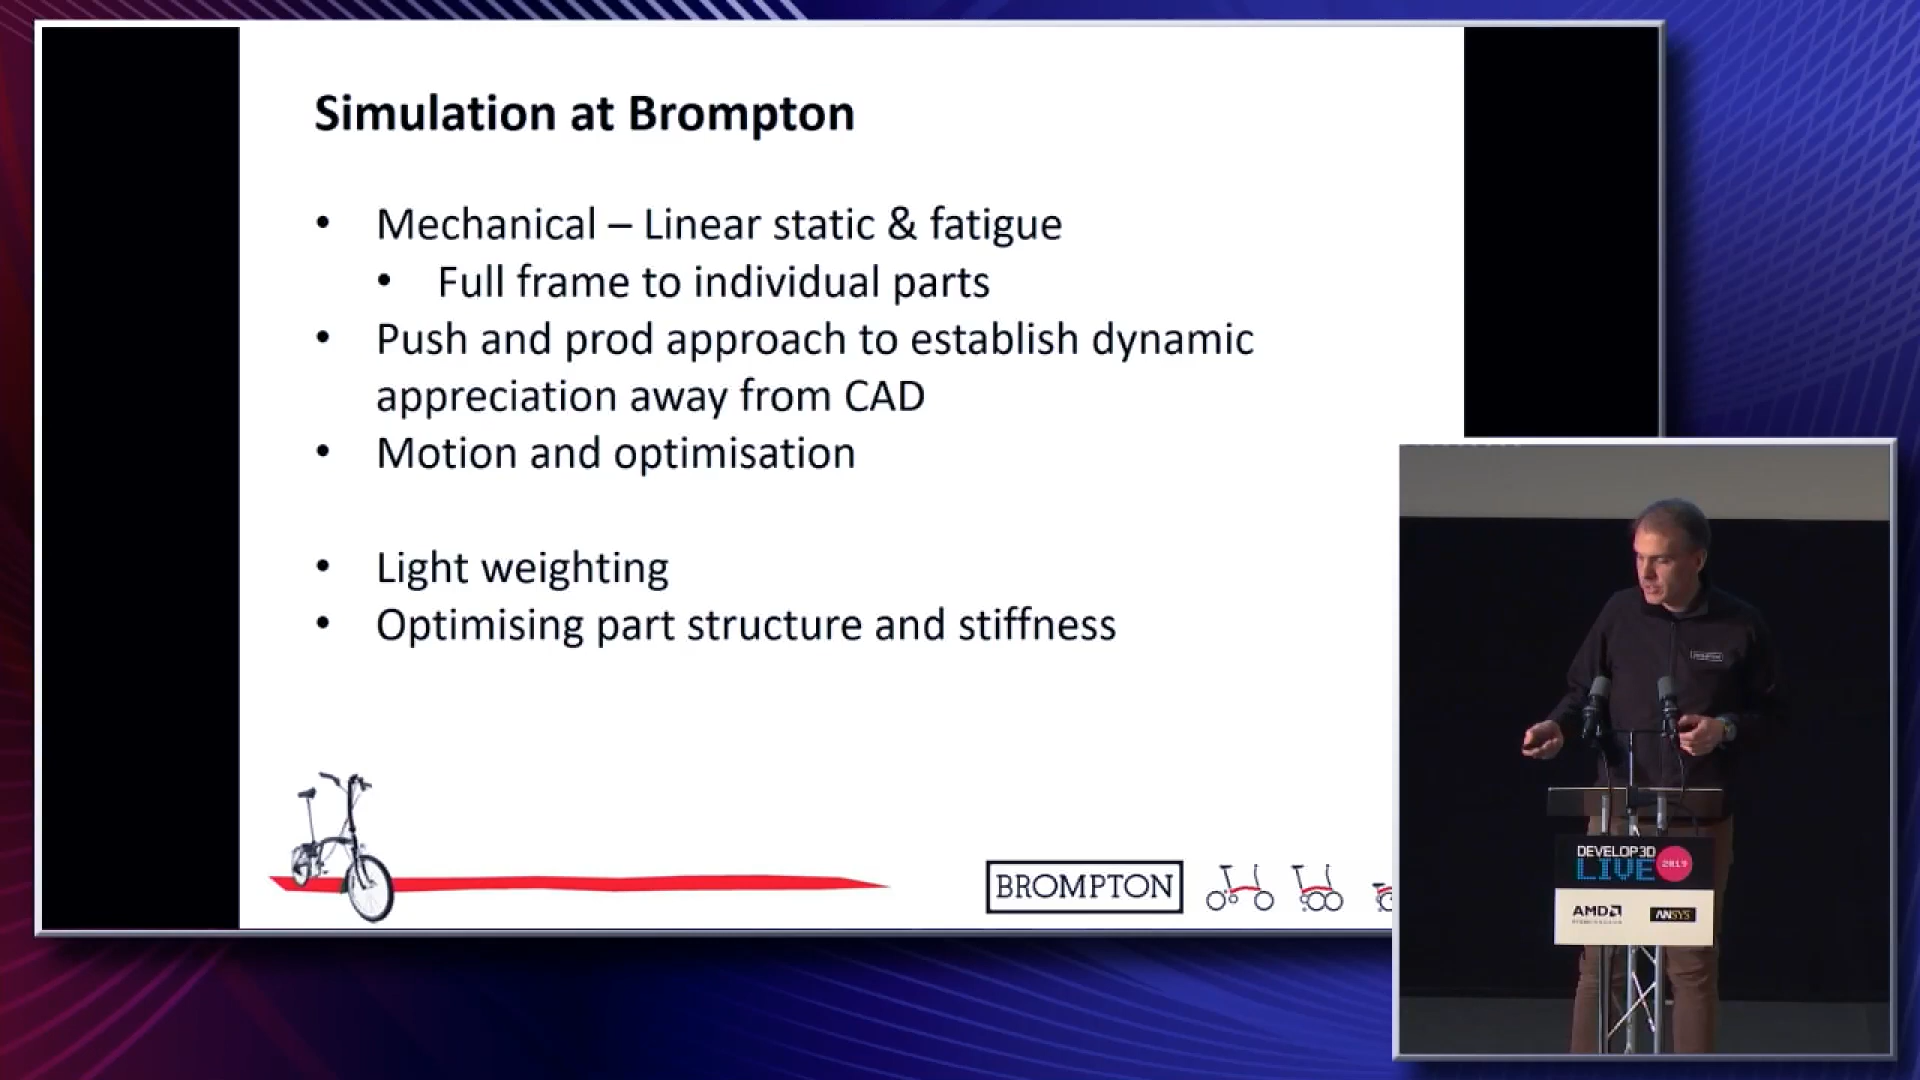 Simulation at Brompton
• Mechanical – Linear static & fatigue
• Full frame to individual parts
• Push and prod approach to establish dynamic
appreciation away from CAD
• Motion and optimisation
• Light weighting
• Optimising part structure and stiffness
BROMPTON
DEVELOP3D
LIVE 2019
AMD
ANSYS